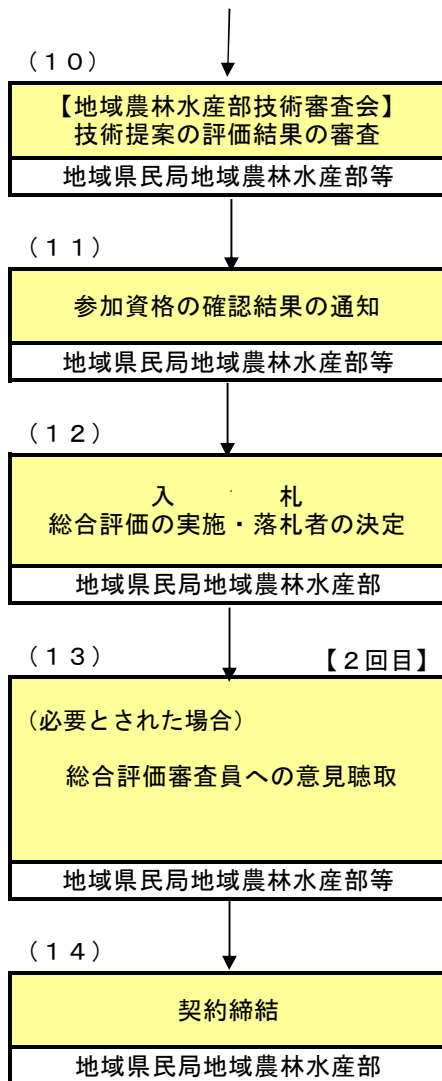 （１０）
【地域農林水産部技術審査会】
技術提案の評価結果の審査
地域県民局地域農林水産部等
（１１）
参加資格の確認結果の通知
地域県民局地域農林水産部等
（１２）
入　　　札
総合評価の実施・落札者の決定
地域県民局地域農林水産部
（１３）　【２回目】
（必要とされた場合）
総合評価審査員への意見聴取
地域県民局地域農林水産部等
（１４）
契約締結
地域県民局地域農林水産部